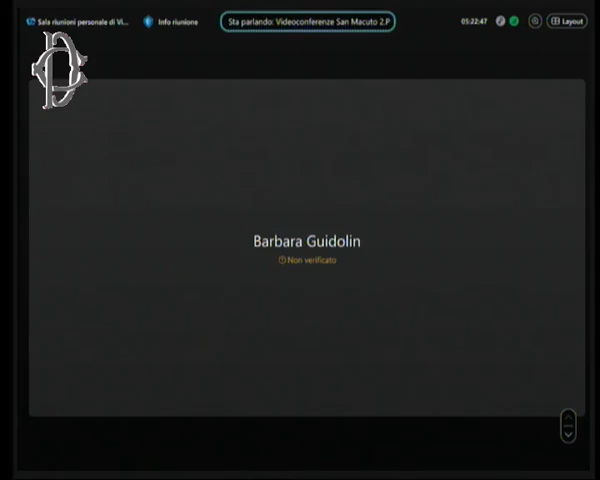 Sala riunioni personale di Vi...
Info riunione
Sta parlando: Videoconferenze San Macuto 2.P
05:22:47
Layout
Barbara Guidolin
Non verificato